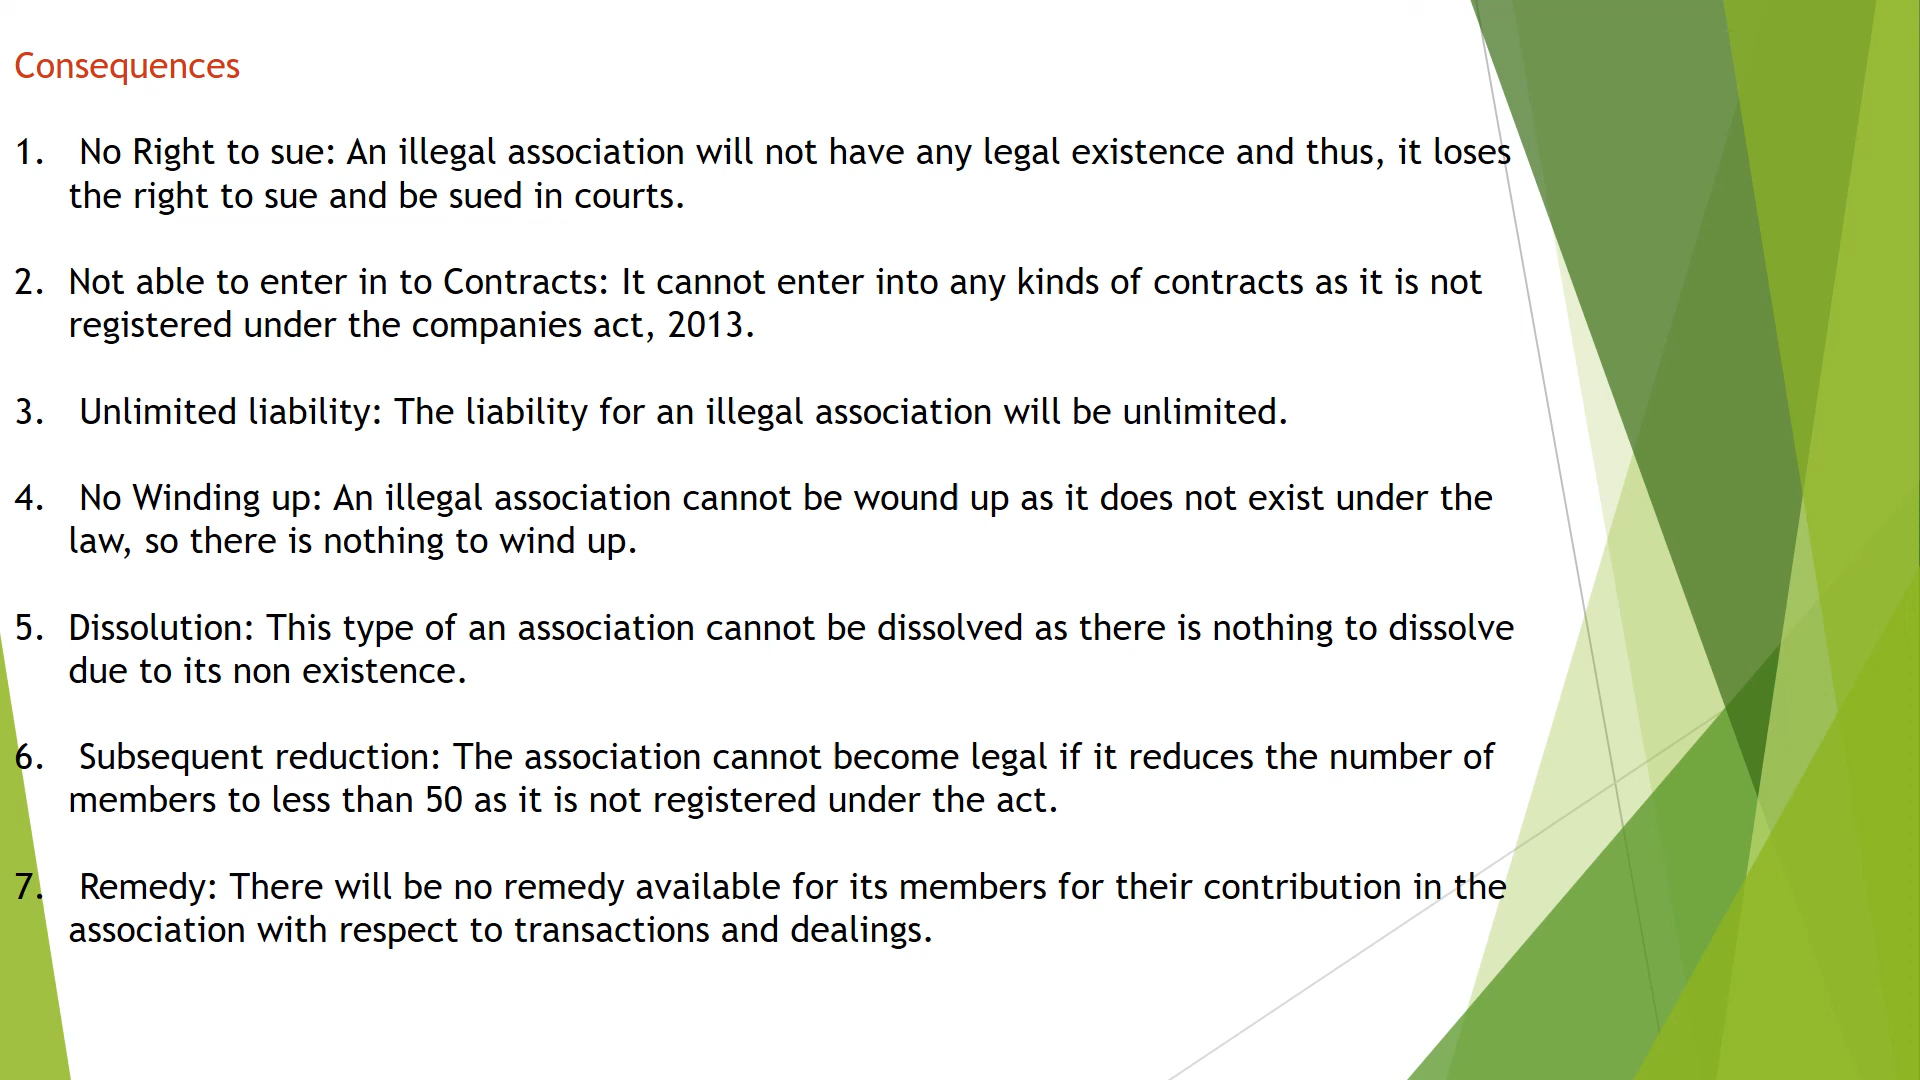 Consequences
1. No Right to sue: An illegal association will not have any legal existence and thus, it loses
the right to sue and be sued in courts.
2. Not able to enter in to Contracts: It cannot enter into any kinds of contracts as it is not
registered under the companies act, 2013.
3. Unlimited liability: The liability for an illegal association will be unlimited.
4. No Winding up: An illegal association cannot be wound up as it does not exist under the
law, so there is nothing to wind up.
5. Dissolution: This type of an association cannot be dissolved as there is nothing to dissolve
due to its non existence.
6. Subsequent reduction: The association cannot become legal if it reduces the number of
members to less than 50 as it is not registered under the act.
7. Remedy: There will be no remedy available for its members for their contribution in the
association with respect to transactions and dealings.